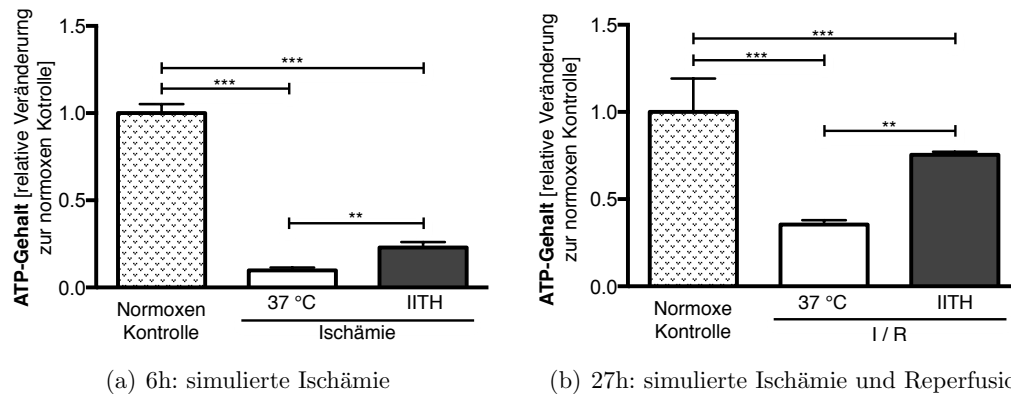 ATP-Gehalt [relative Veränderung
zur normoxen Kotrolle]
1.5
1.0
0.5
0.0
***
***
**
Normoxen
Kontrolle
37 °C
IITH
Ischämie
(a) 6h: simulierte Ischämie
ATP-Gehalt [relative Veränderung
zur normoxen Kontrolle]
1.5
1.0
0.5
0.0
***
***
**
Normoxe
Kontrolle
37 °C
IITH
I / R
(b) 27h: simulierte Ischämie und Reperfusio